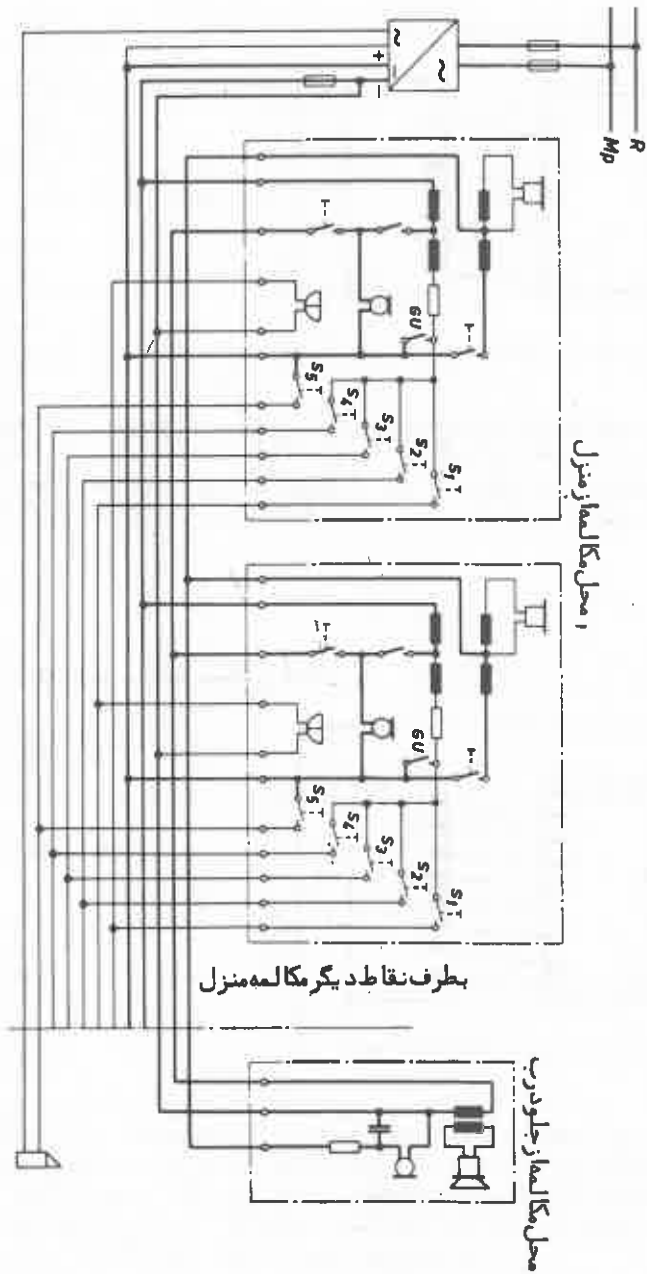 ~
~
+
−
R
Mp
۱ محل مکالمه از منزل
GU
S1
S2
S3
S4
S5
GU
S1
S2
S3
S4
S5
بطرف نقاط دیگر مکالمه منزل
محل مکالمه از جلو درب